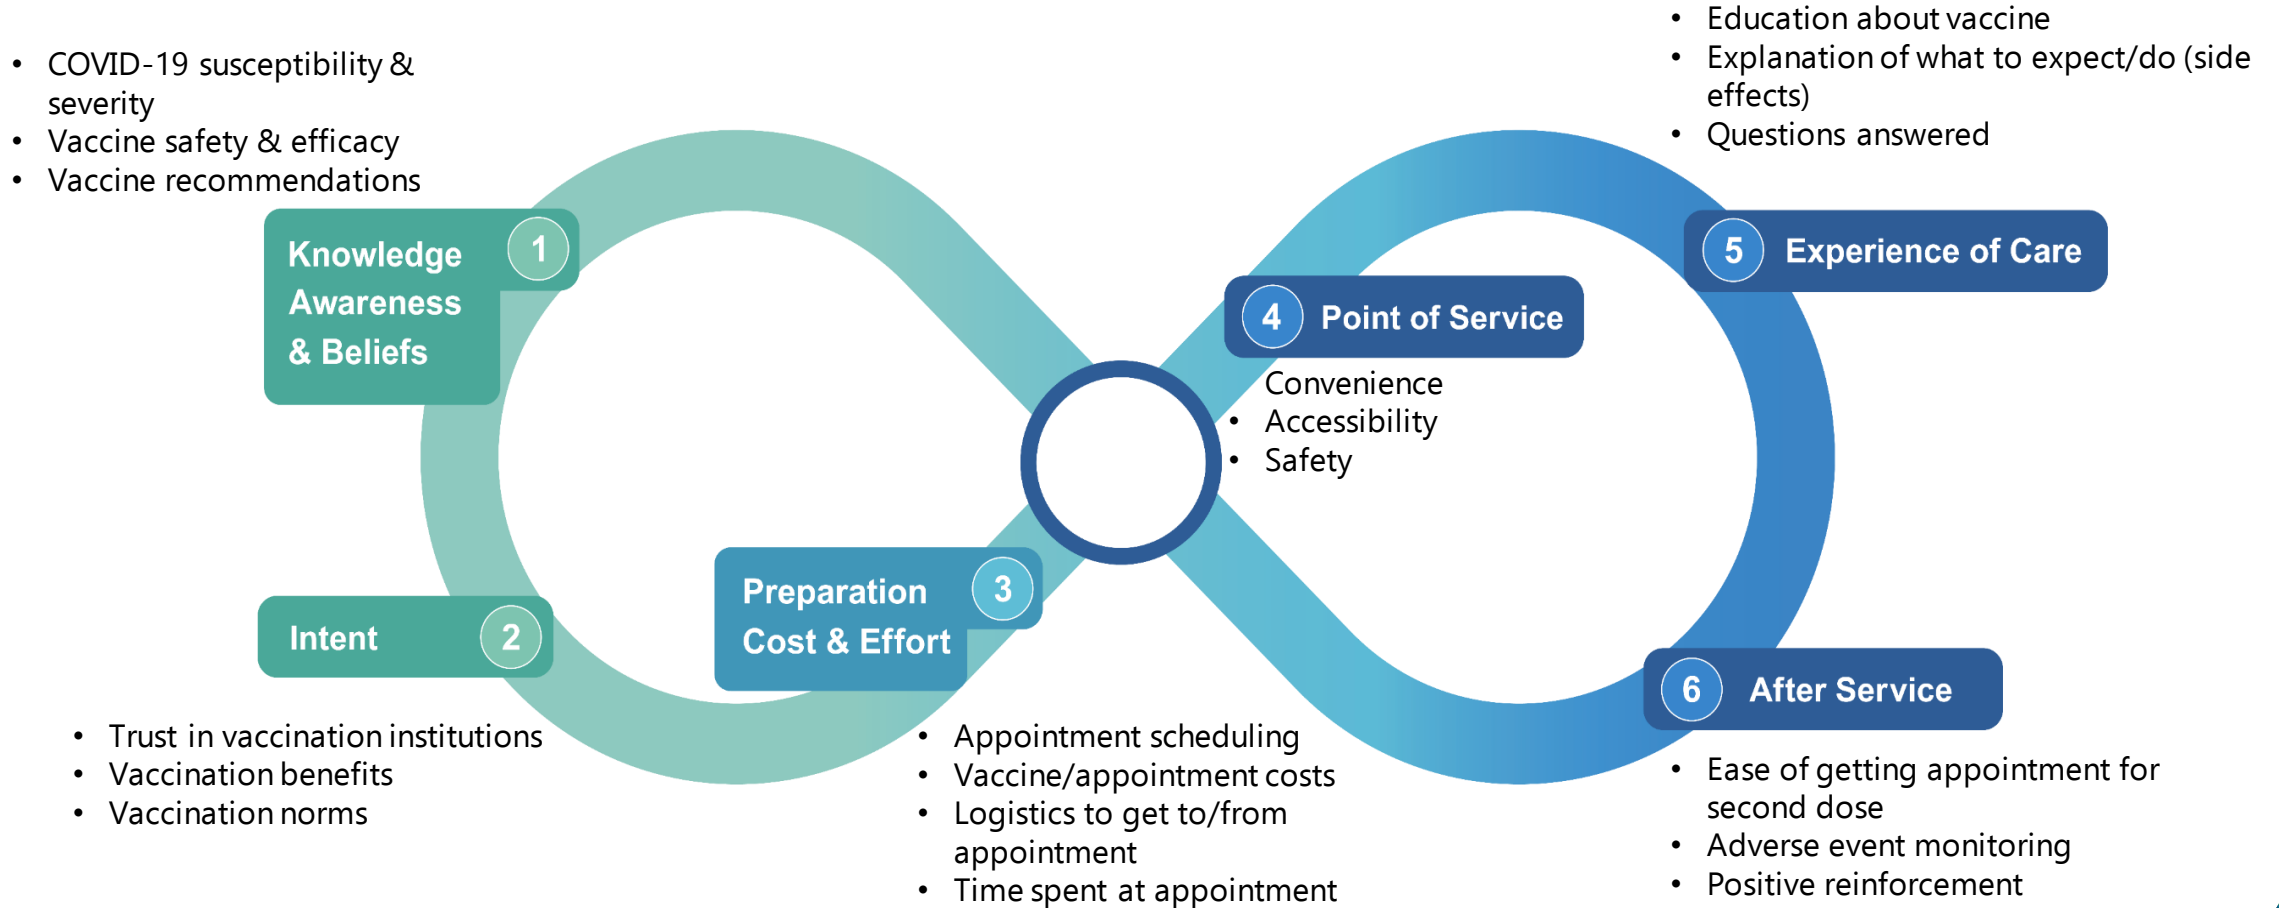 • COVID-19 susceptibility &
severity
• Vaccine safety & efficacy
• Vaccine recommendations
Knowledge 1
Awareness
& Beliefs
Intent 2
• Trust in vaccination institutions
• Vaccination benefits
• Vaccination norms
Preparation 3
Cost & Effort
• Appointment scheduling
• Vaccine/appointment costs
• Logistics to get to/from
appointment
• Time spent at appointment
4 Point of Service
Convenience
• Accessibility
• Safety
• Education about vaccine
• Explanation of what to expect/do (side
effects)
• Questions answered
5 Experience of Care
6 After Service
• Ease of getting appointment for
second dose
• Adverse event monitoring
• Positive reinforcement